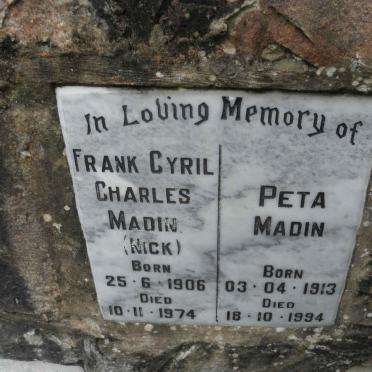 In Loving Memory of
FRANK CYRIL
CHARLES
MADIN
(NICK)
BORN
25·6·1906
DIED
10·11·1974
PETA
MADIN
BORN
03·04·1913
DIED
18·10·1994